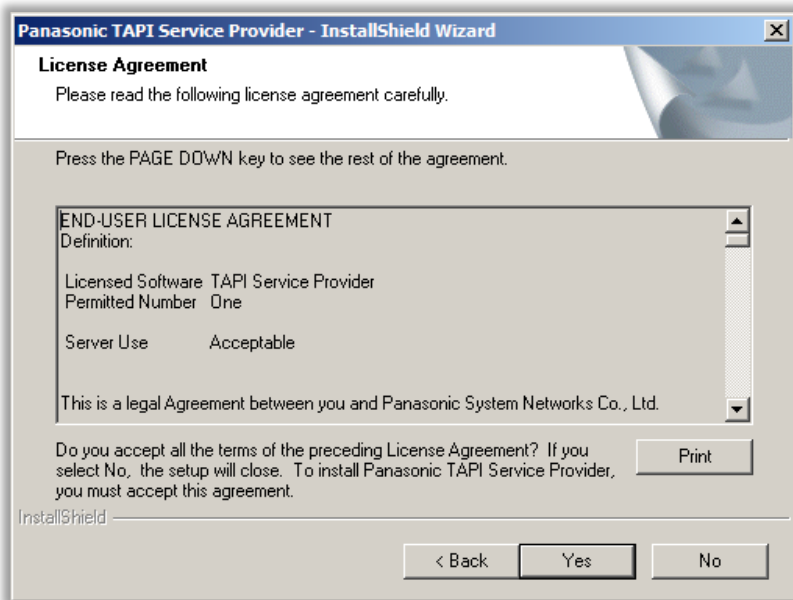 Panasonic TAPI Service Provider - InstallShield Wizard
License Agreement
Please read the following license agreement carefully.
Press the PAGE DOWN key to see the rest of the agreement.
END-USER LICENSE AGREEMENT
Definition:
Licensed Software TAPI Service Provider
Permitted Number One
Server Use Acceptable
This is a legal Agreement between you and Panasonic System Networks Co., Ltd.
Do you accept all the terms of the preceding License Agreement? If you
select No, the setup will close. To install Panasonic TAPI Service Provider,
you must accept this agreement.
Print
InstallShield
< Back Yes No